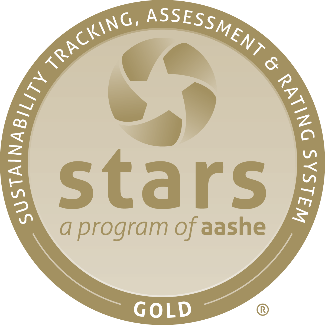 SUSTAINABILITY TRACKING, ASSESSMENT & RATING SYSTEM
stars
a program of aashe
GOLD
®